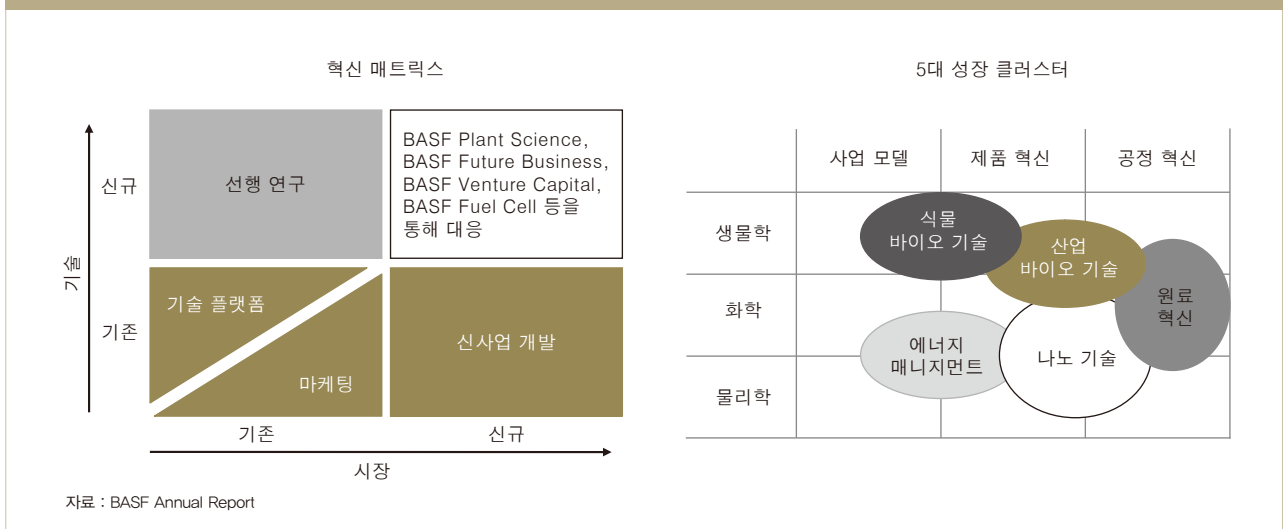 혁신 매트릭스
기술
신규
기존
선행 연구
BASF Plant Science,
BASF Future Business,
BASF Venture Capital,
BASF Fuel Cell 등을
통해 대응
기술 플랫폼
마케팅
신사업 개발
기존
신규
시장
5대 성장 클러스터
사업 모델
제품 혁신
공정 혁신
생물학
화학
물리학
식물
바이오 기술
산업
바이오 기술
원료
혁신
에너지
매니지먼트
나노 기술
자료 : BASF Annual Report